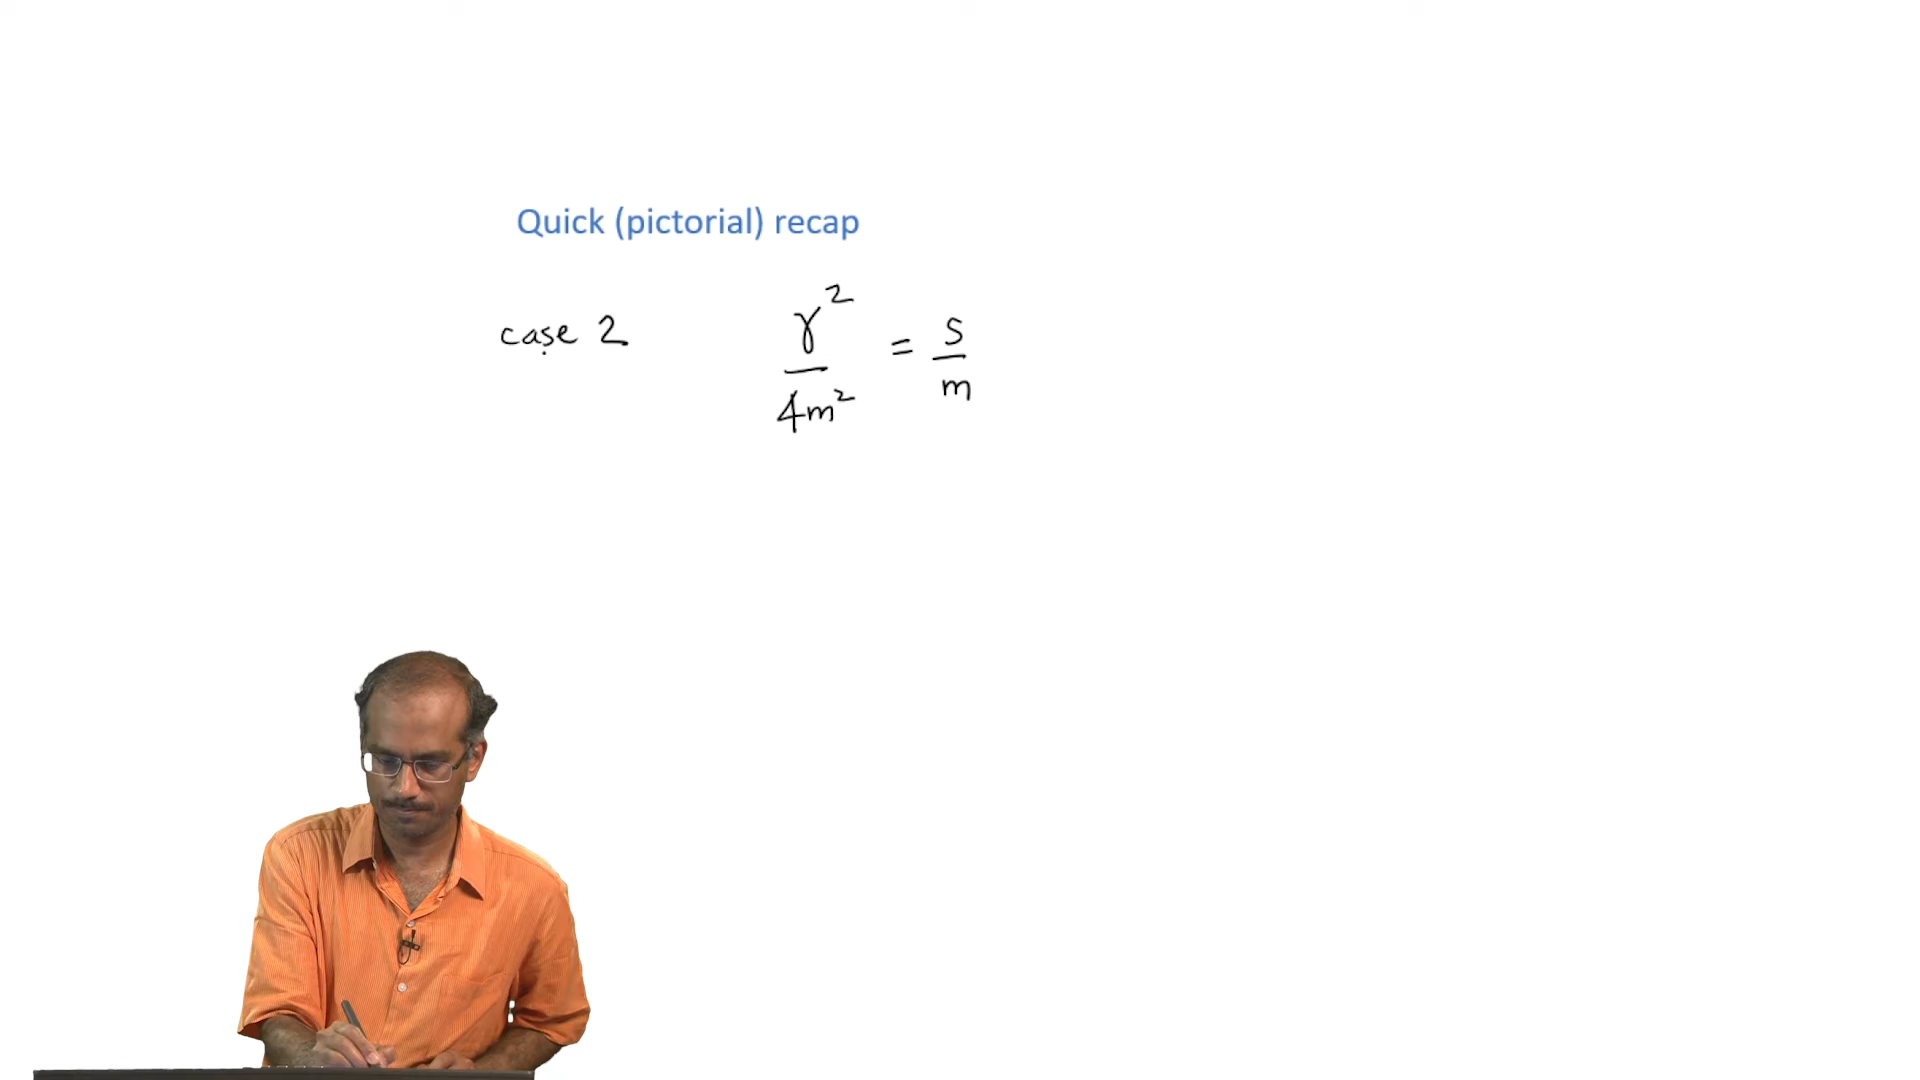 Quick (pictorial) recap
case 2 γ² / 4m² = s / m